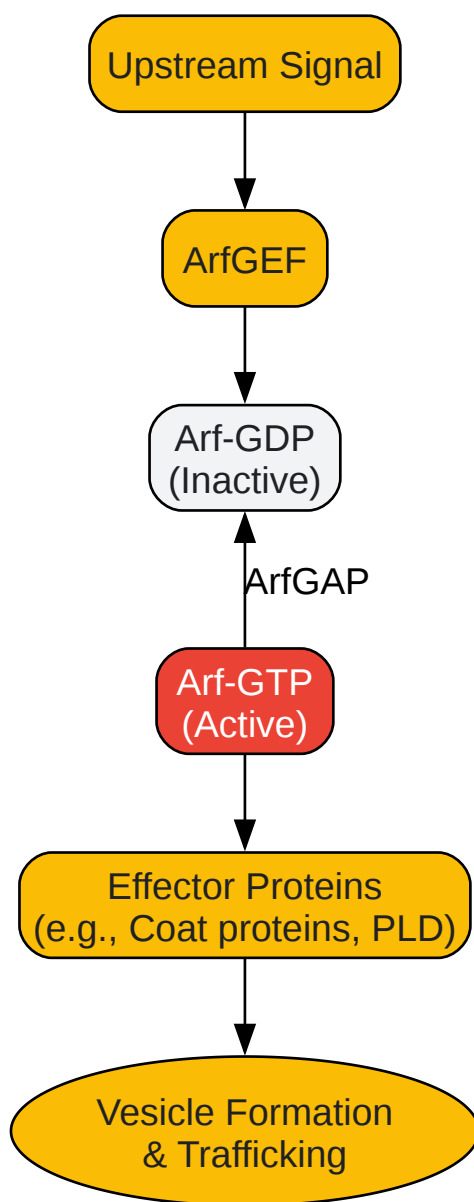 Upstream Signal
ArfGEF
Arf-GDP
(Inactive)
ArfGAP
Arf-GTP
(Active)
Effector Proteins
(e.g., Coat proteins, PLD)
Vesicle Formation
& Trafficking